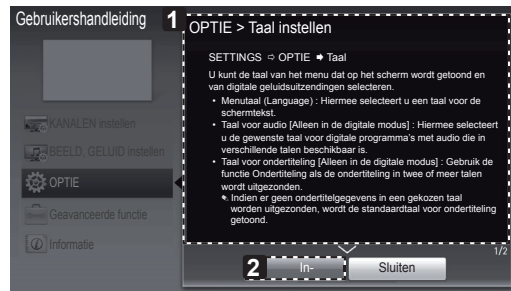 Gebruikershandleiding
1
OPTIE > Taal instellen
SETTINGS ⇨ OPTIE ➡ Taal
U kunt de taal van het menu dat op het scherm wordt getoond en
van digitale geluidsuitzendingen selecteren.
• Menutaal (Language) : Hiermee selecteert u een taal voor de
schermtekst.
• Taal voor audio [Alleen in de digitale modus] : Hiermee selecteert
u de gewenste taal voor digitale programma's met audio die in
verschillende talen beschikbaar is.
• Taal voor ondertiteling [Alleen in de digitale modus] : Gebruik de
functie Ondertiteling als de ondertiteling in twee of meer talen
wordt uitgezonden.
Indien er geen ondertitelgegevens in een gekozen taal
worden uitgezonden, wordt de standaardtaal voor ondertiteling
getoond.
KANALEN instellen
BEELD, GELUID instellen
OPTIE
Geavanceerde functie
Informatie
1/2
2
In-
Sluiten